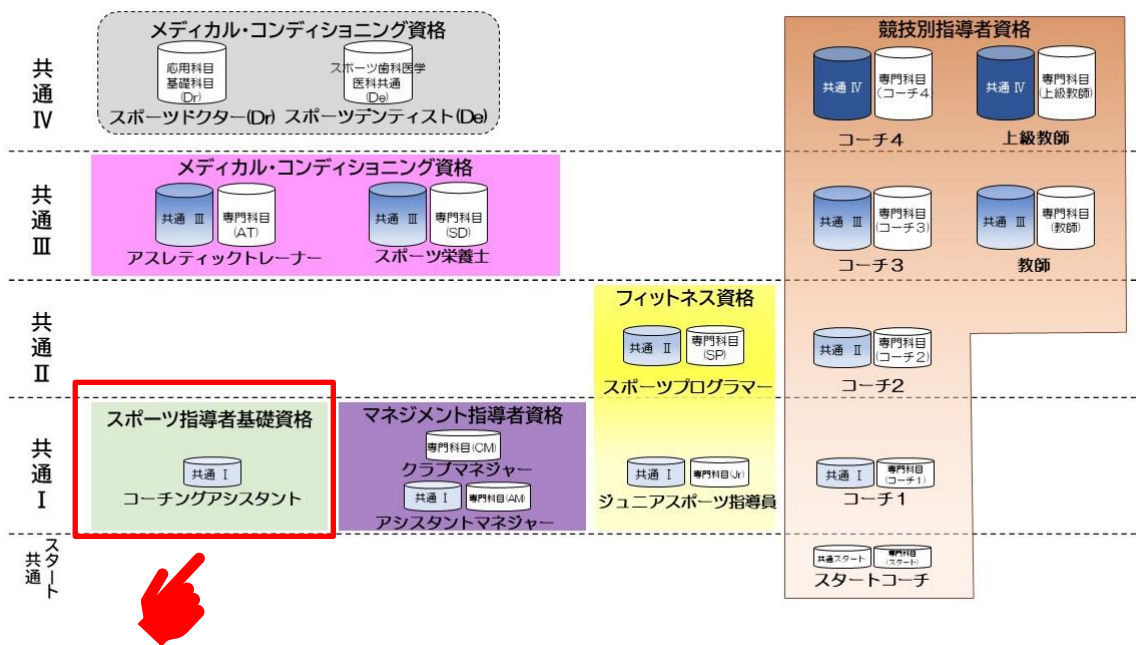 メディカル・コンディショニング資格
競技別指導者資格
共通Ⅳ
応用科目
基礎科目
(Dr)
スポーツドクター(Dr)
スポーツ歯科医学
医科共通
(De)
スポーツデンティスト(De)
共通 Ⅳ
専門科目
(コーチ4)
コーチ4
共通 Ⅳ
専門科目
(上級教師)
上級教師
共通Ⅲ
メディカル・コンディショニング資格
共通 Ⅲ
専門科目
(AT)
アスレティックトレーナー
共通 Ⅲ
専門科目
(SD)
スポーツ栄養士
共通 Ⅲ
専門科目
(コーチ3)
コーチ3
共通 Ⅲ
専門科目
(教師)
教師
共通Ⅱ
フィットネス資格
共通 Ⅱ
専門科目
(SP)
スポーツプログラマー
共通 Ⅱ
専門科目
(コーチ2)
コーチ2
共通Ⅰ
スポーツ指導者基礎資格
共通 Ⅰ
コーチングアシスタント
マネジメント指導者資格
専門科目(CM)
クラブマネジャー
共通 Ⅰ
専門科目(AM)
アシスタントマネジャー
共通 Ⅰ
専門科目(Jr)
ジュニアスポーツ指導員
共通 Ⅰ
専門科目
(コーチ1)
コーチ1
スタート
共通
共通スタート
専門科目
(スタート)
スタートコーチ